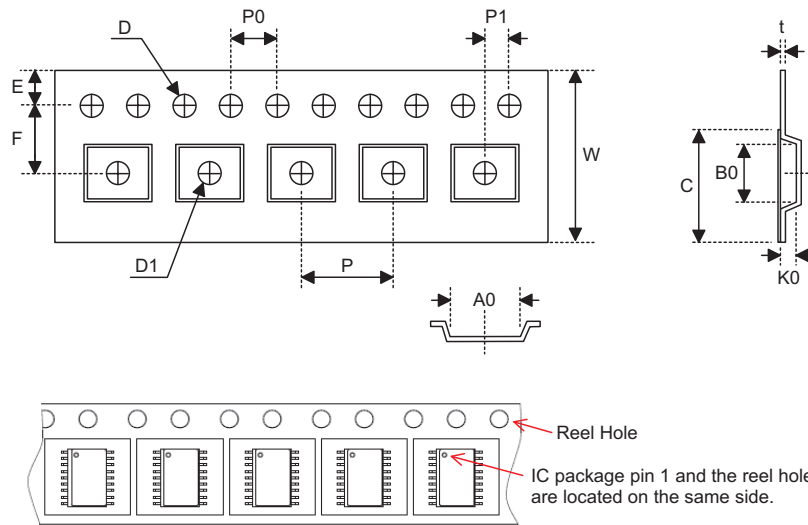 D
P0
P1
t
E
F
W
C
B0
D1
P
K0
A0
Reel Hole
IC package pin 1 and the reel hole
are located on the same side.